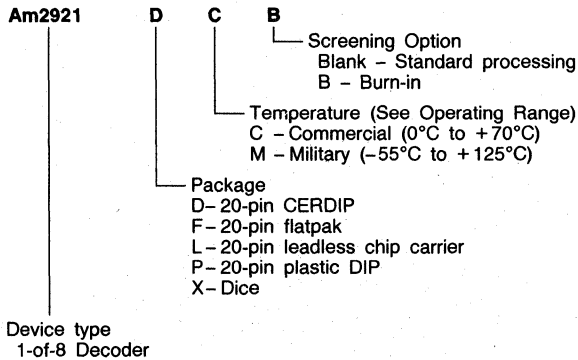 Am2921 D C B
Screening Option
Blank – Standard processing
B – Burn-in
Temperature (See Operating Range)
C – Commercial (0°C to +70°C)
M – Military (–55°C to +125°C)
Package
D– 20-pin CERDIP
F– 20-pin flatpak
L– 20-pin leadless chip carrier
P– 20-pin plastic DIP
X– Dice
Device type
1-of-8 Decoder